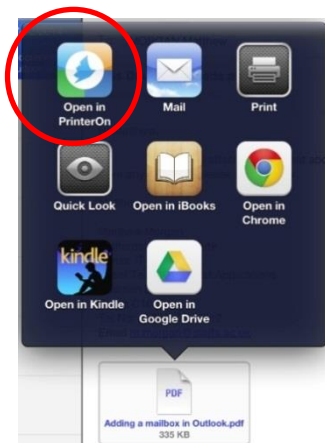 Open in
PrinterOn
Mail
Print
Quick Look
Open in iBooks
Open in
Chrome
kindle
Open in Kindle
Open in
Google Drive
PDF
Adding a mailbox in Outlook.pdf
335 KB